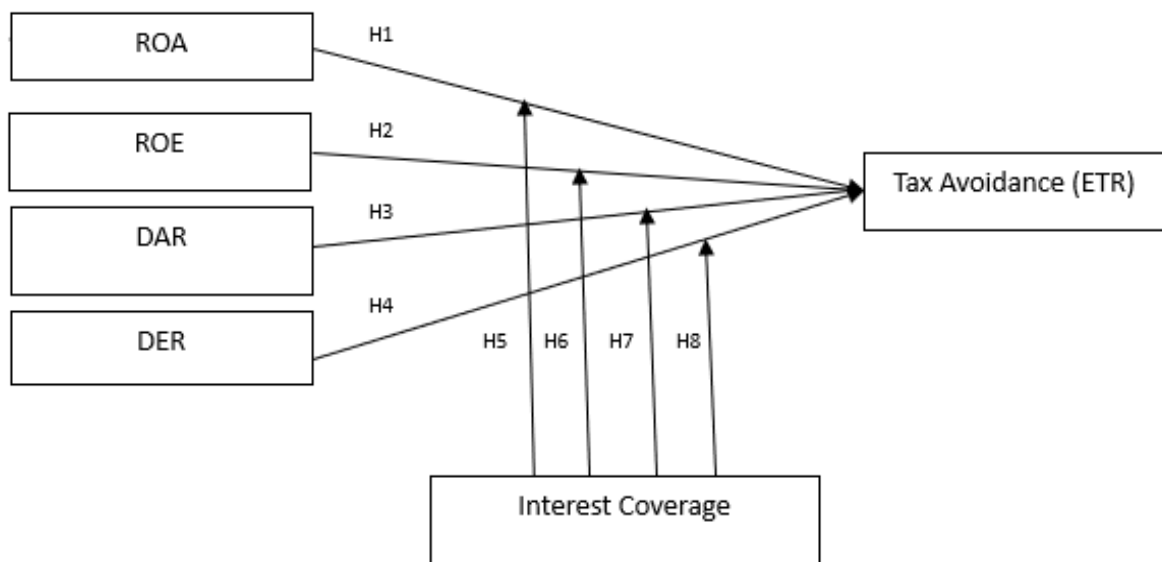 ROA
H1
ROE
H2
Tax Avoidance (ETR)
DAR
H3
DER
H4
H5
H6
H7
H8
Interest Coverage